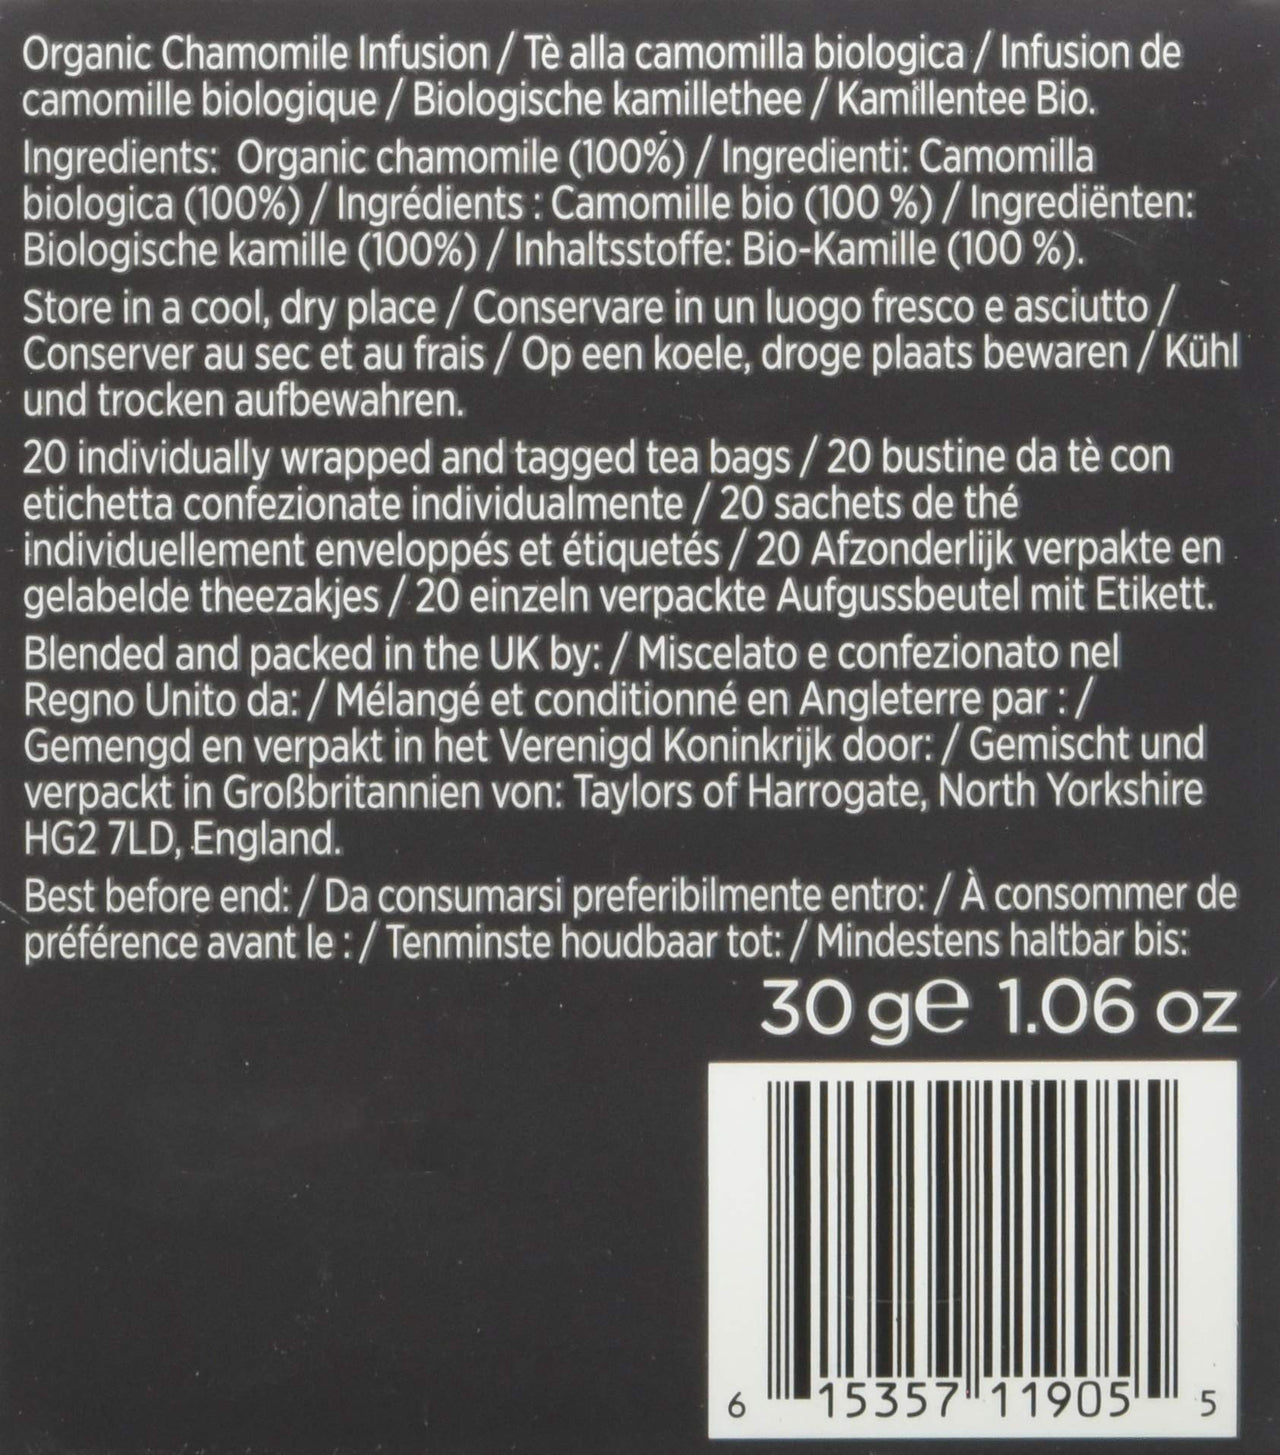 Organic Chamomile Infusion / Tè alla camomilla biologica / Infusion de
camomille biologique / Biologische kamillethee / Kamillentee Bio.
Ingredients: Organic chamomile (100%) / Ingredienti: Camomilla
biologica (100%) / Ingrédients : Camomille bio (100 %) / Ingrediënten:
Biologische kamille (100%) / Inhaltsstoffe: Bio-Kamille (100 %).
Store in a cool, dry place / Conservare in un luogo fresco e asciutto /
Conserver au sec et au frais / Op een koele, droge plaats bewaren / Kühl
und trocken aufbewahren.
20 individually wrapped and tagged tea bags / 20 bustine da tè con
etichetta confezionate individualmente / 20 sachets de thé
individuellement enveloppés et étiquetés / 20 Afzonderlijk verpakte en
gelabelde theezakjes / 20 einzeln verpackte Aufgussbeutel mit Etikett.
Blended and packed in the UK by: / Miscelato e confezionato nel
Regno Unito da: / Mélangé et conditionné en Angleterre par : /
Gemengd en verpakt in het Verenigd Koninkrijk door: / Gemischt und
verpackt in Großbritannien von: Taylors of Harrogate, North Yorkshire
HG2 7LD, England.
Best before end: / Da consumarsi preferibilmente entro: / À consommer de
préférence avant le : / Tenminste houdbaar tot: / Mindestens haltbar bis:
30 g℮ 1.06 oz
6 15357 11905 5